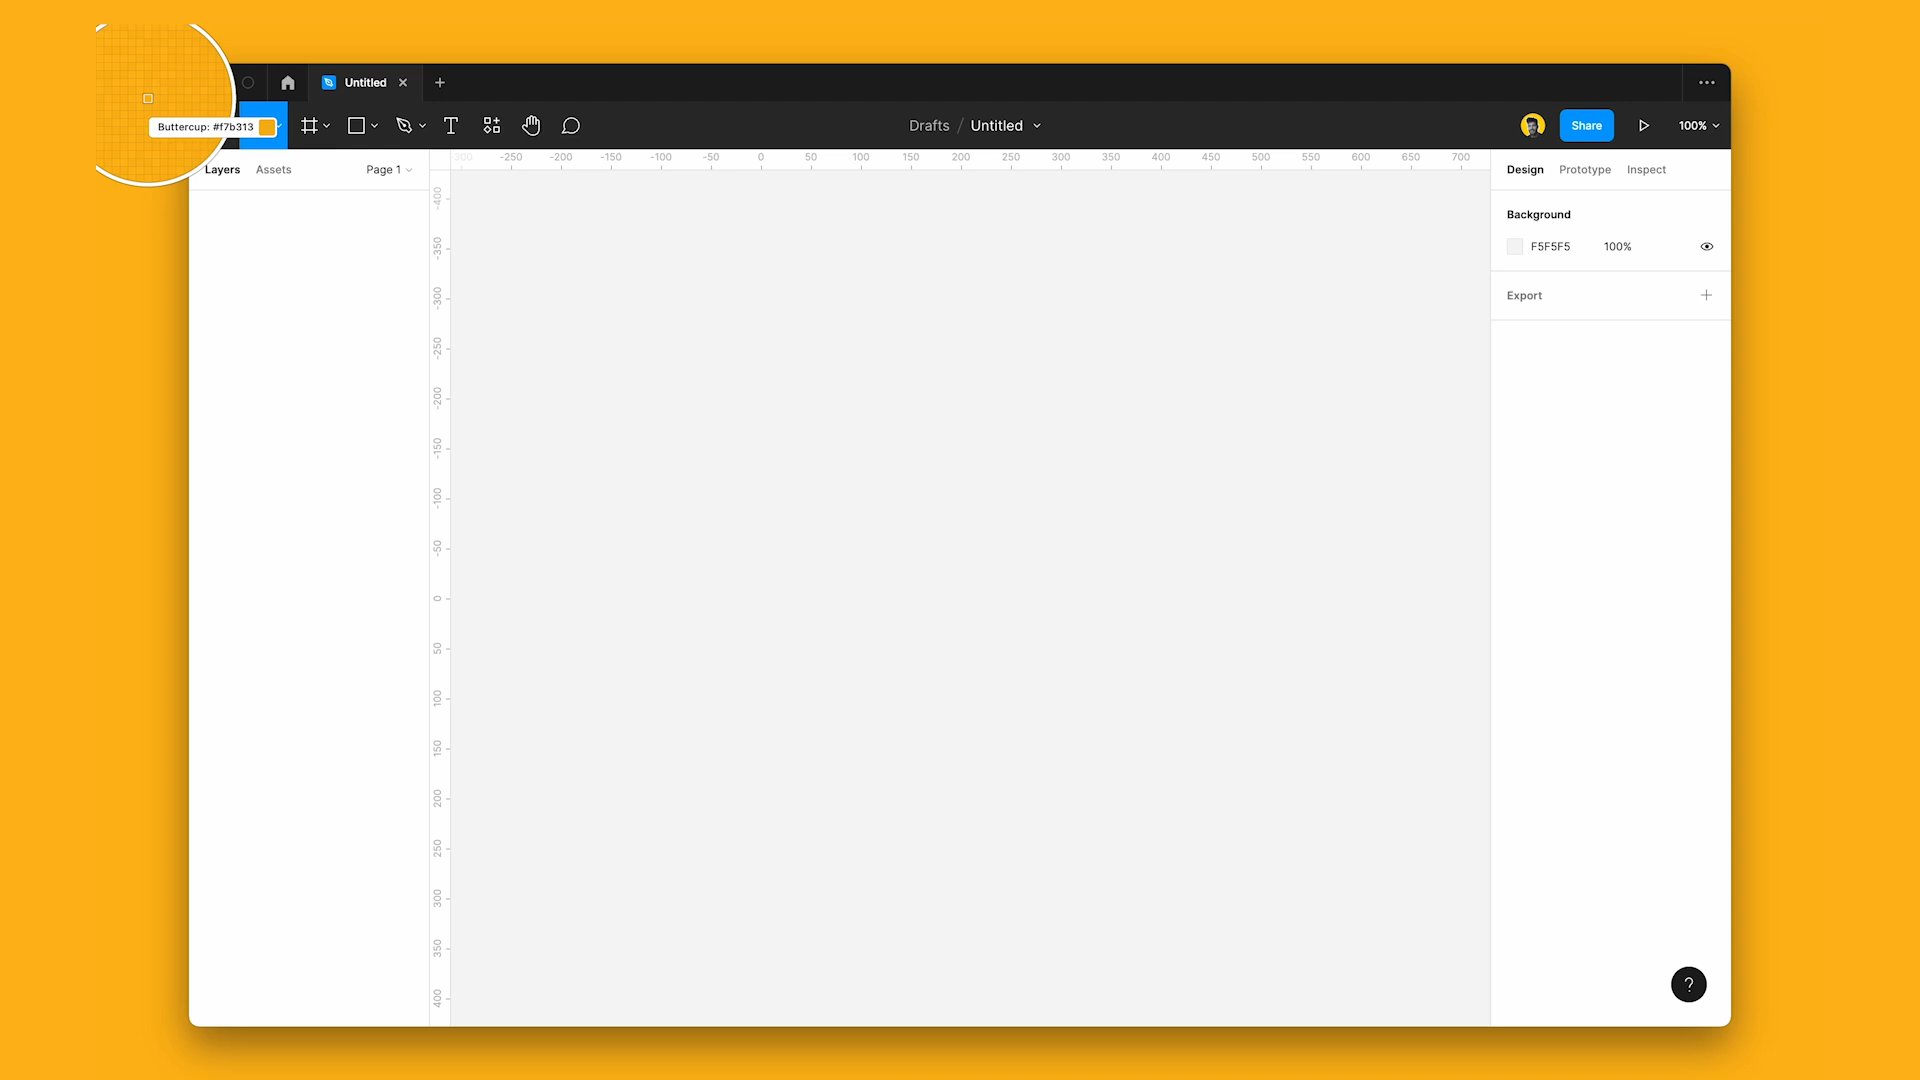 Untitled
Buttercup: #f7b313
Drafts / Untitled
Share
100%
Layers Assets Page 1
-300 -250 -200 -150 -100 -50 0 50 100 150 200 250 300 350 400 450 500 550 600 650 700
Design Prototype Inspect
-400
-350
-300
-250
-200
-150
-100
-50
0
50
100
150
200
250
300
350
400
Background
F5F5F5 100%
Export
?